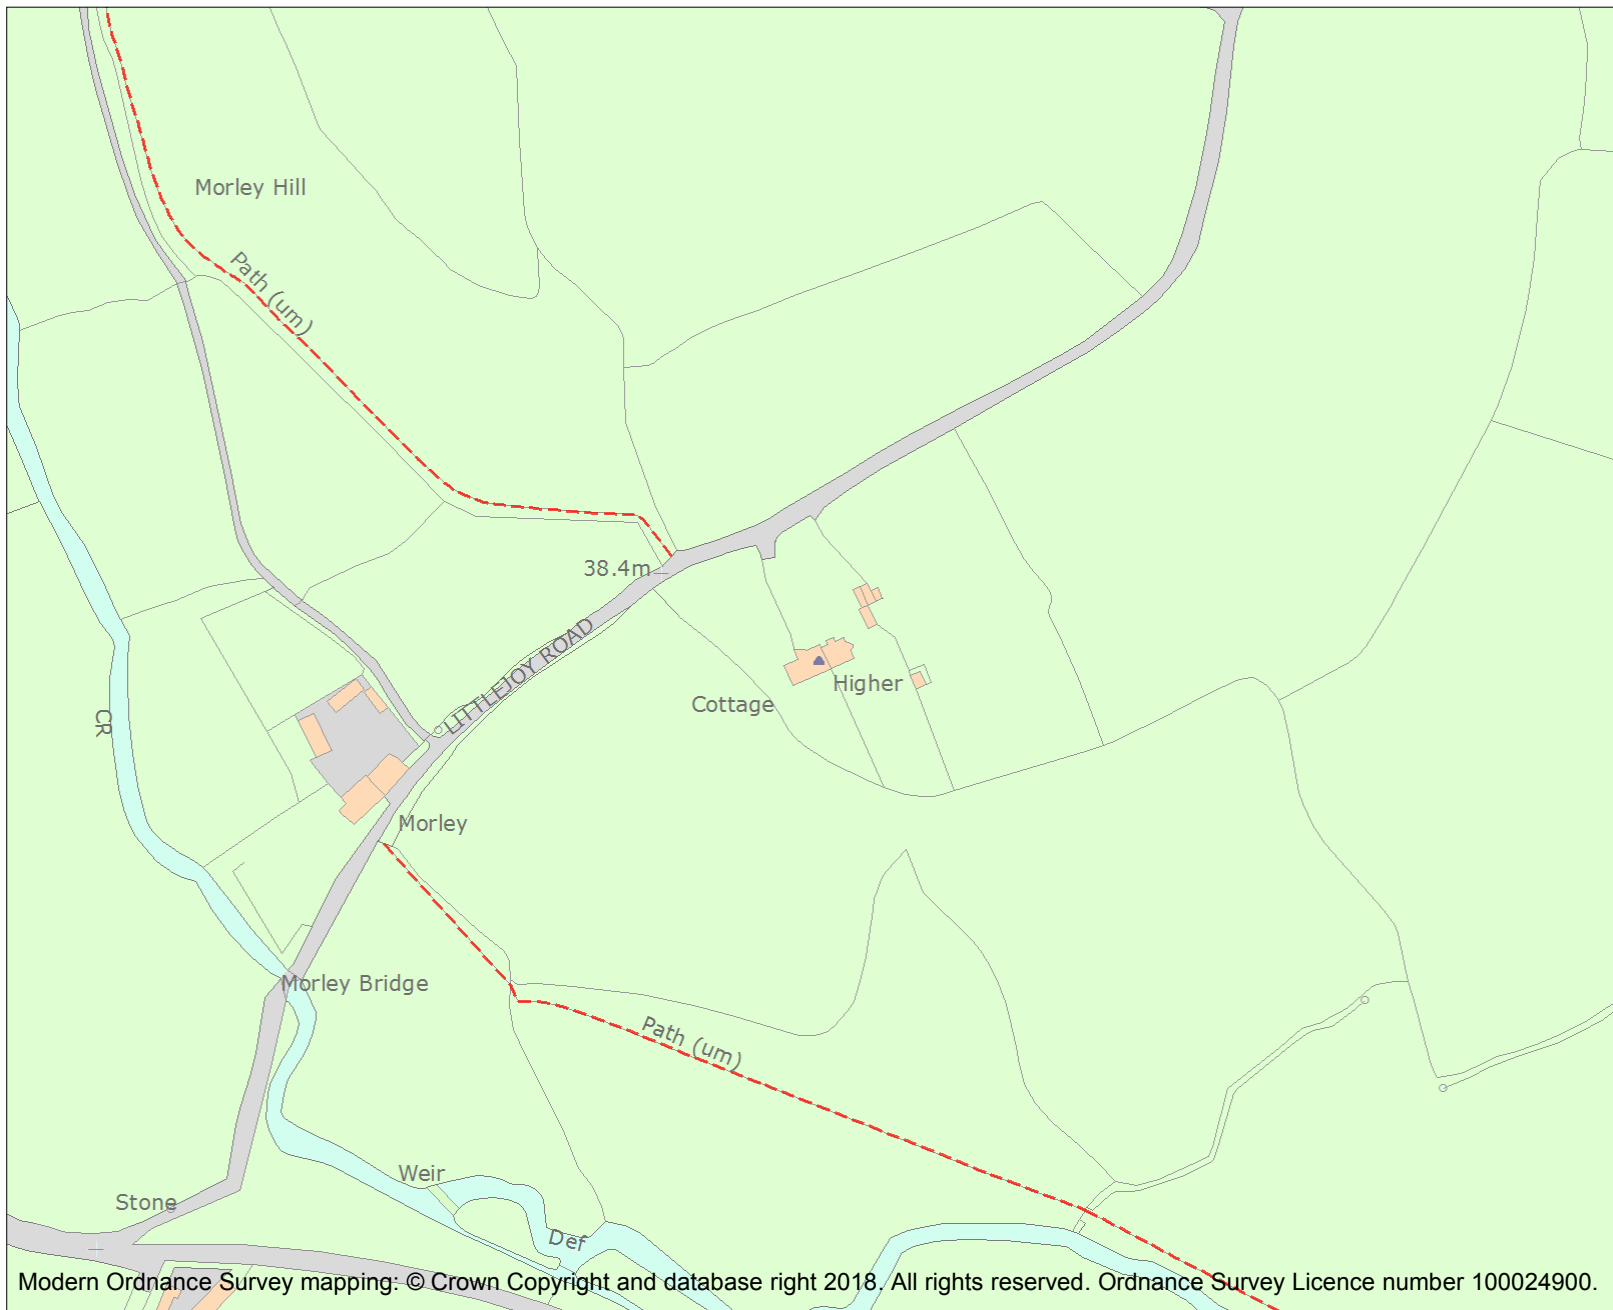 Morley Hill
Path (um)
38.4m
LITTLEJOY ROAD
Higher
Cottage
CR
Morley
Morley Bridge
Path (um)
Weir
Stone
Def
Modern Ordnance Survey mapping: © Crown Copyright and database right 2018. All rights reserved. Ordnance Survey Licence number 100024900.